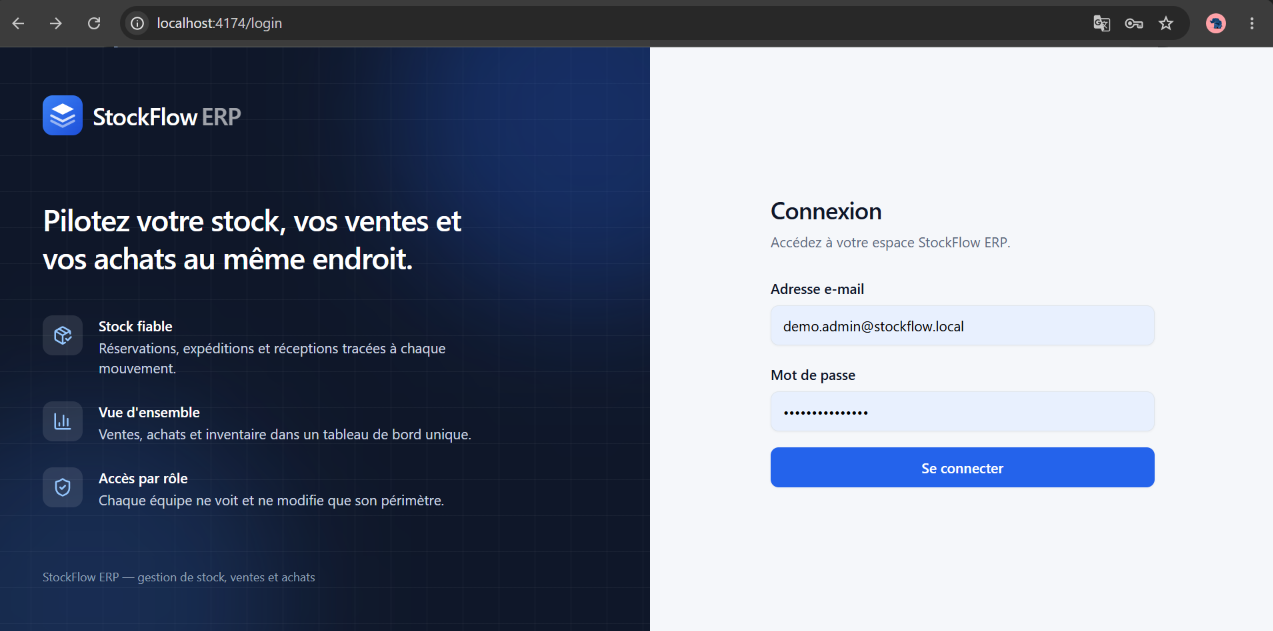 localhost:4174/login
StockFlow ERP
Pilotez votre stock, vos ventes et
vos achats au même endroit.
Stock fiable
Réservations, expéditions et réceptions tracées à chaque
mouvement.
Vue d'ensemble
Ventes, achats et inventaire dans un tableau de bord unique.
Accès par rôle
Chaque équipe ne voit et ne modifie que son périmètre.
StockFlow ERP — gestion de stock, ventes et achats
Connexion
Accédez à votre espace StockFlow ERP.
Adresse e-mail
demo.admin@stockflow.local
Mot de passe
•••••••••••••••
Se connecter